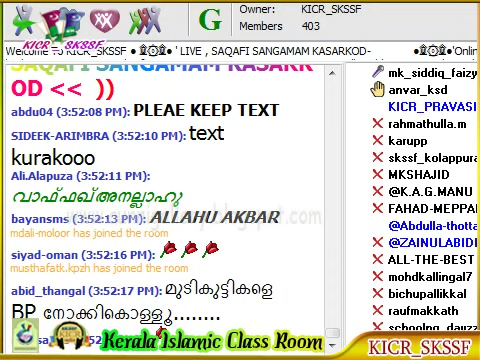 KICR_SKSSF
G
Owner: KICR_SKSSF
Members 403
Welcome To KICR_SKSSF ●۩۞۩● ' LIVE , SAQAFI SANGAMAM KASARKOD-
●۩۞۩●'Online
SAQAFI SANGAMAM KASARK
OD << ))
abdu04 (3:52:08 PM): PLEAE KEEP TEXT
SIDEEK-ARIMBRA (3:52:10 PM): text
kurakooo
Ali.Alapuza (3:52:11 PM):
വാഫഖ്അനല്ലാഹു
bayansms (3:52:13 PM): ALLAHU AKBAR
mdali-moloor has joined the room
siyad-oman (3:52:16 PM):
musthafatk.kpzh has joined the room
abid_thangal (3:52:17 PM): മുടികുട്ടികളെ
BP നോക്കികൊള്ളൂ........
mk_siddiq_faizy
anvar_ksd
KICR_PRAVASI
rahmathulla.m
karupp
skssf_kolappura
MKSHAJID
@K.A.G.MANU
FAHAD-MEPPA
@Abdulla-thotta
@ZAINULABIDI
ALL-THE-BEST
mohdkallingal7
bichupallikkal
raufmakkath
schoolng_dauzz
KICR
Kerala Islamic Class Room
KICR_SKSSF